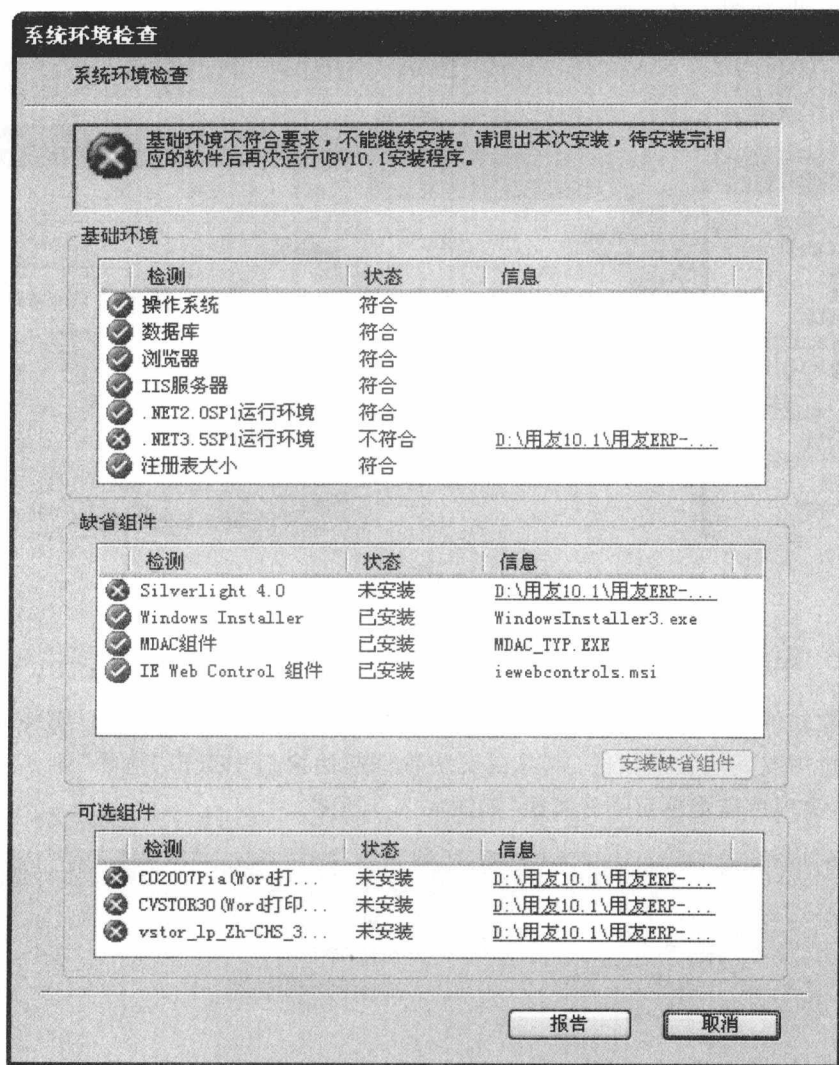 系统环境检查
系统环境检查
基础环境不符合要求，不能继续安装。请退出本次安装，待安装完相
应的软件后再次运行U8V10.1安装程序。
基础环境
检测 状态 信息
操作系统 符合
数据库 符合
浏览器 符合
IIS服务器 符合
.NET2.0SP1运行环境 符合
.NET3.5SP1运行环境 不符合 D:\用友10.1\用友ERP-...
注册表大小 符合
缺省组件
检测 状态 信息
Silverlight 4.0 未安装 D:\用友10.1\用友ERP-...
Windows Installer 已安装 WindowsInstaller3.exe
MDAC组件 已安装 MDAC_TYP.EXE
IE Web Control 组件 已安装 iewebcontrols.msi
安装缺省组件
可选组件
检测 状态 信息
CO2007Pia(Word打... 未安装 D:\用友10.1\用友ERP-...
CVSTOR30(Word打印... 未安装 D:\用友10.1\用友ERP-...
vstor_lp_Zh-CHS_3... 未安装 D:\用友10.1\用友ERP-...
报告 取消